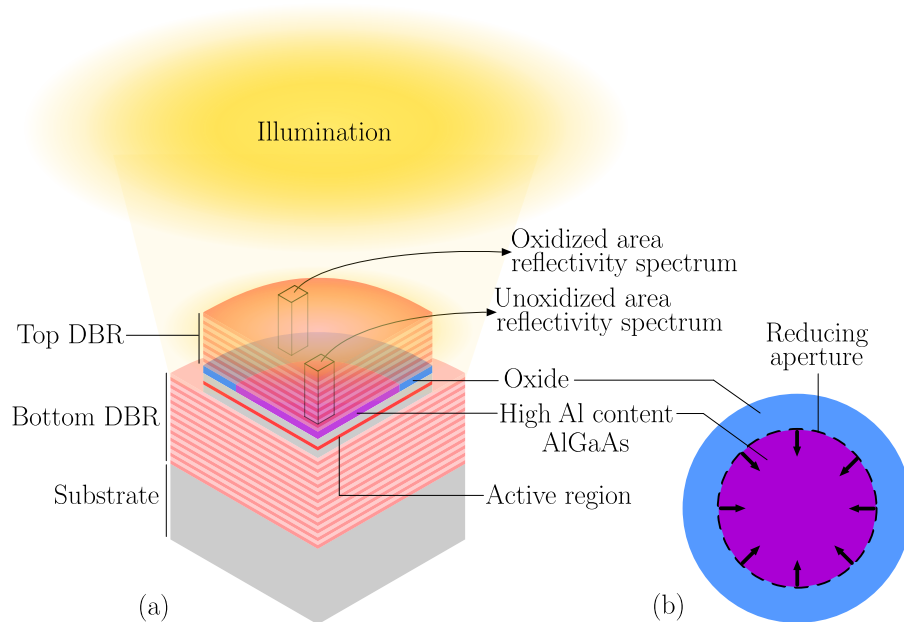 Illumination
Oxidized area
reflectivity spectrum
Unoxidized area
reflectivity spectrum
Top DBR
Reducing
aperture
Oxide
Bottom DBR
High Al content
AlGaAs
Substrate
Active region
(a)
(b)